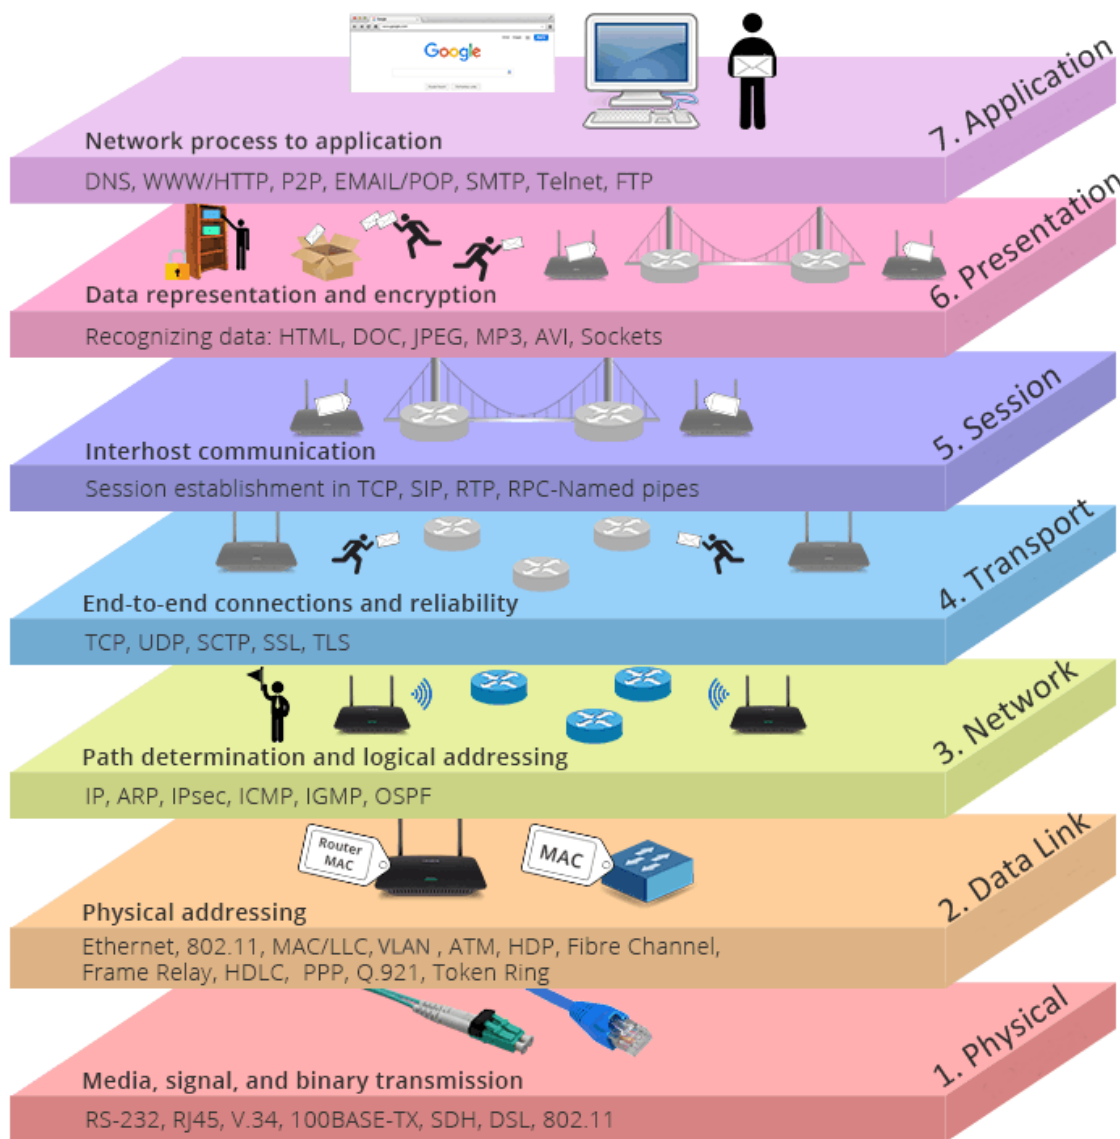 Google
7. Application
Network process to application
DNS, WWW/HTTP, P2P, EMAIL/POP, SMTP, Telnet, FTP
6. Presentation
Data representation and encryption
Recognizing data: HTML, DOC, JPEG, MP3, AVI, Sockets
5. Session
Interhost communication
Session establishment in TCP, SIP, RTP, RPC-Named pipes
4. Transport
End-to-end connections and reliability
TCP, UDP, SCTP, SSL, TLS
3. Network
Path determination and logical addressing
IP, ARP, IPsec, ICMP, IGMP, OSPF
2. Data Link
Router
MAC
MAC
Physical addressing
Ethernet, 802.11, MAC/LLC, VLAN , ATM, HDP, Fibre Channel,
Frame Relay, HDLC, PPP, Q.921, Token Ring
1. Physical
Media, signal, and binary transmission
RS-232, RJ45, V.34, 100BASE-TX, SDH, DSL, 802.11